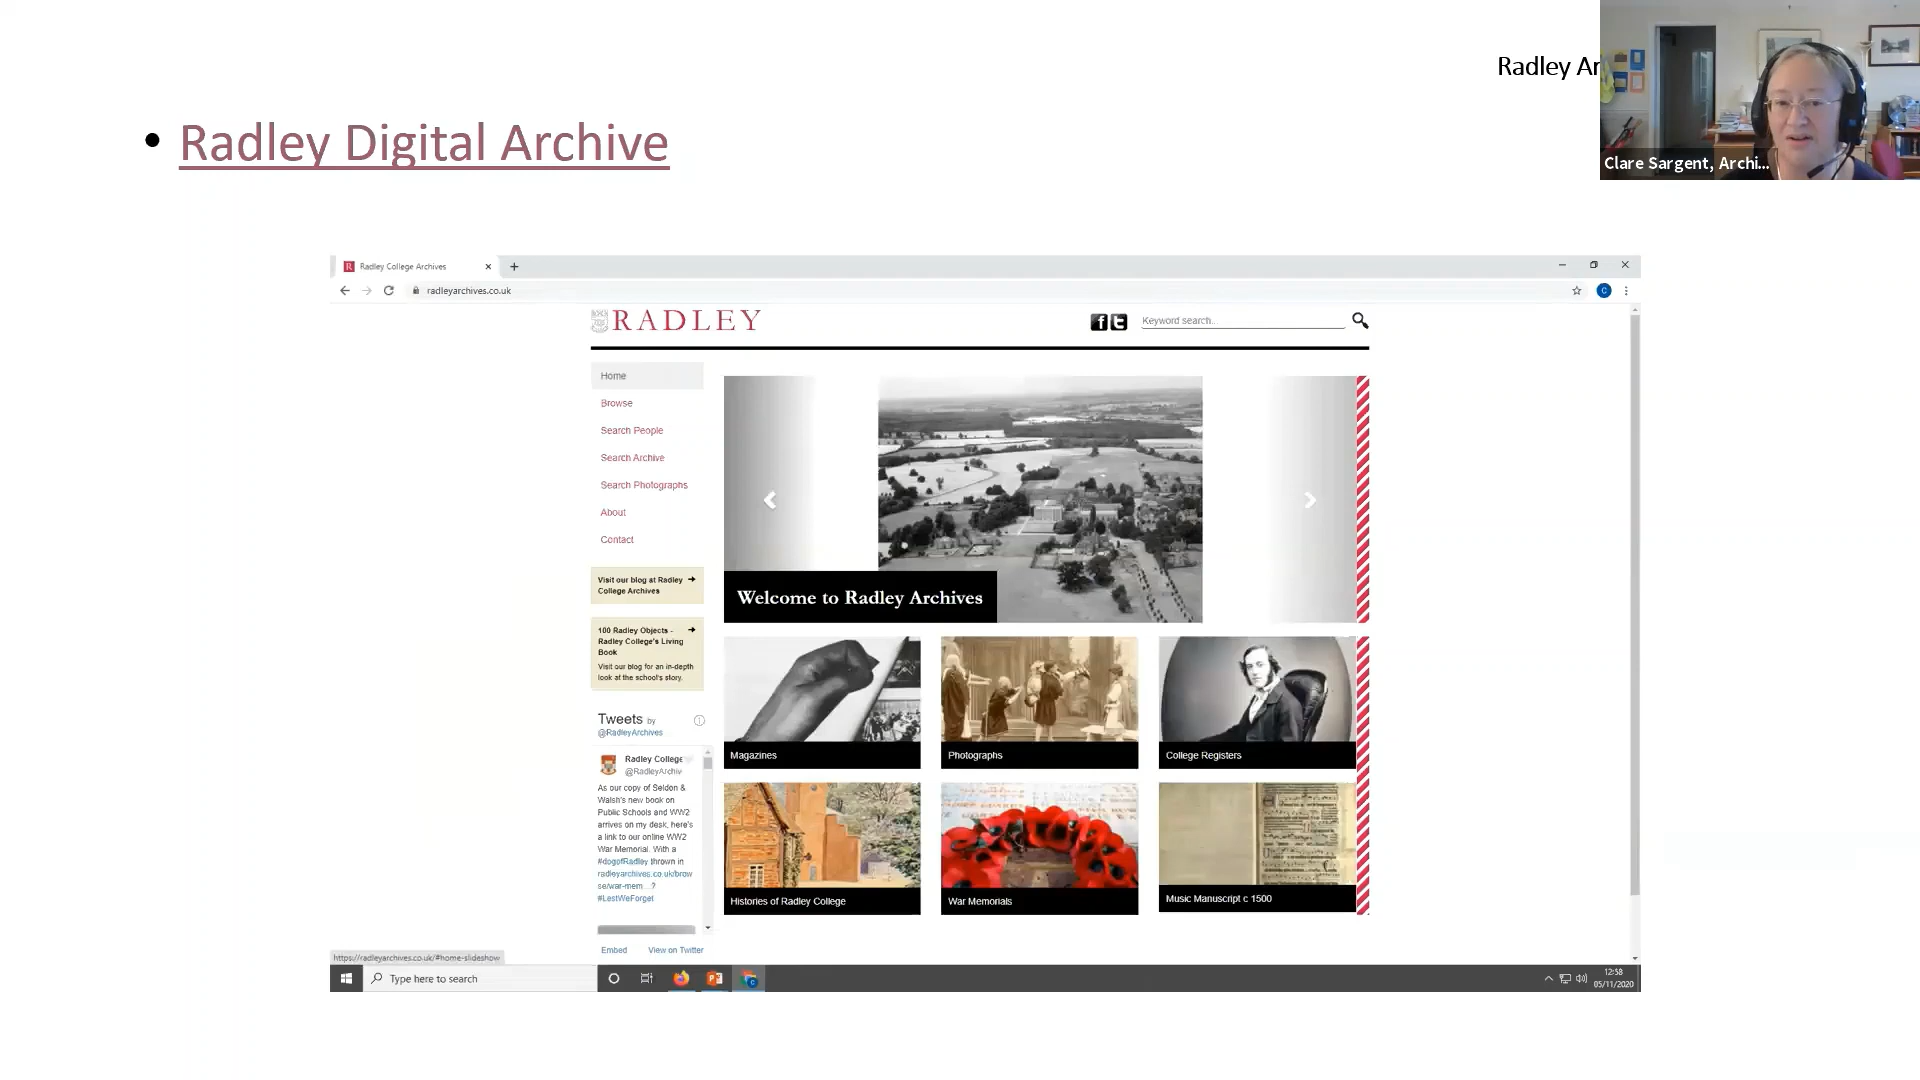 Radley Ar
Clare Sargent, Archi...
• Radley Digital Archive
Radley College Archives
radleyarchives.co.uk
RADLEY
Keyword search..
Home
Browse
Search People
Search Archive
Search Photographs
About
Contact
Visit our blog at Radley
College Archives
100 Radley Objects -
Radley College's Living
Book
Visit our blog for an in-depth
look at the school's story.
Tweets by
@RadleyArchives
Radley College
@RadleyArchiv
As our copy of Seldon &
Walsh's new book on
Public Schools and WW2
arrives on my desk, here's
a link to our online WW2
War Memorial. With a
#dogofRadley thrown in
radleyarchives.co.uk/brow
se/war-mem...?
#LestWeForget
Embed
View on Twitter
Welcome to Radley Archives
Magazines
Photographs
College Registers
Histories of Radley College
War Memorials
Music Manuscript c 1500
https://radleyarchives.co.uk/#home-slideshow
Type here to search
12:58
05/11/2020